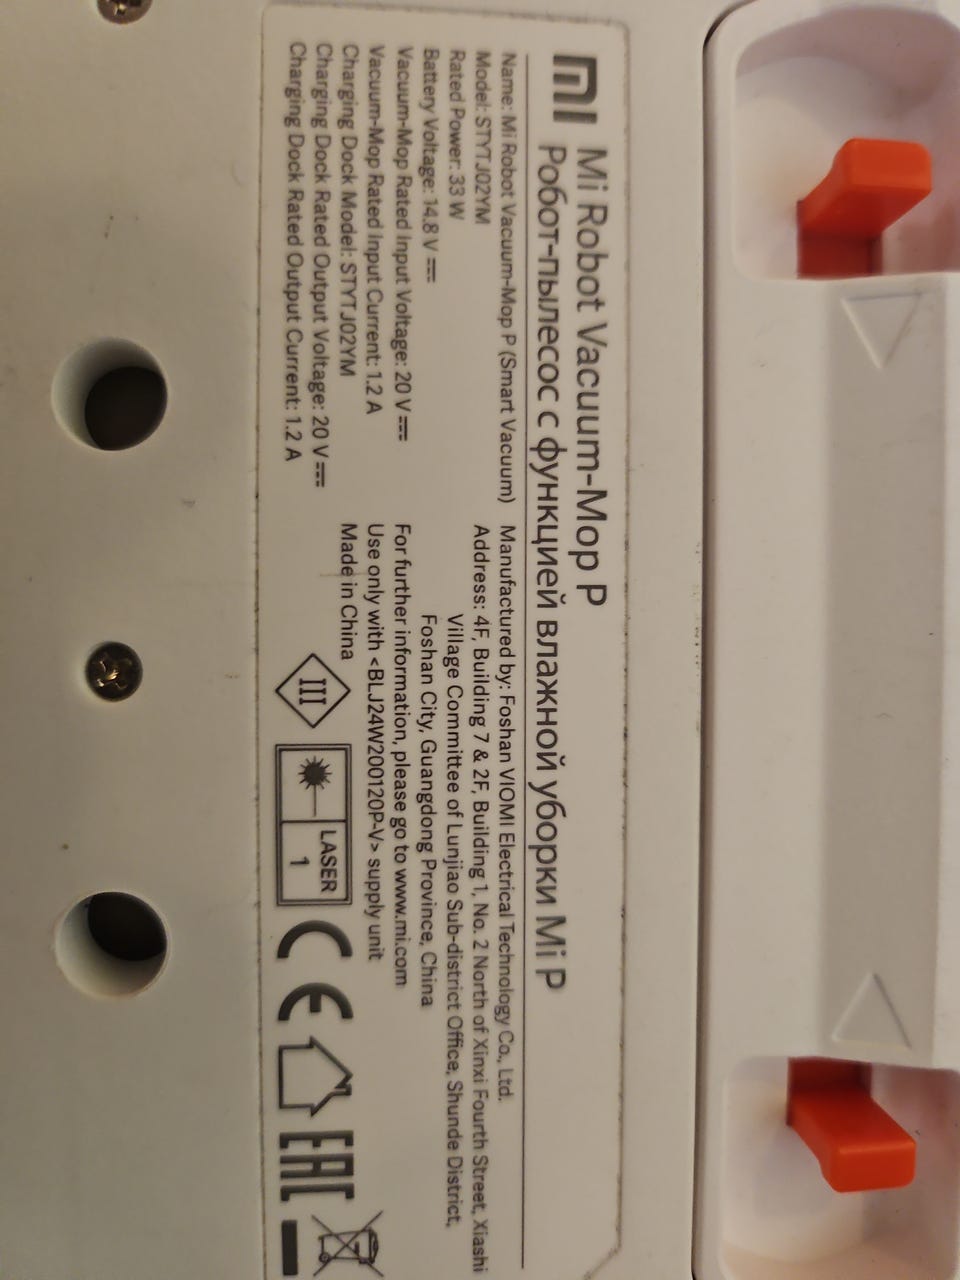 MI Mi Robot Vacuum-Mop P
Робот-пылесос с функцией влажной уборки Mi P
Name: Mi Robot Vacuum-Mop P (Smart Vacuum)
Model: STYTJ02YM
Rated Power: 33 W
Battery Voltage: 14.8 V
Vacuum-Mop Rated Input Voltage: 20 V
Vacuum-Mop Rated Input Current: 1.2 A
Charging Dock Model: STYTJ02YM
Charging Dock Rated Output Voltage: 20 V
Charging Dock Rated Output Current: 1.2 A
Manufactured by: Foshan VIOMI Electrical Technology Co., Ltd.
Address: 4F, Building 7 & 2F, Building 1, No. 2 North of Xinxi Fourth Street, Xiashi
Village Committee of Lunjiao Sub-district Office, Shunde District,
Foshan City, Guangdong Province, China
For further information, please go to www.mi.com
Use only with <BLJ24W200120P-V> supply unit
Made in China
III
LASER
1
CE
EAC